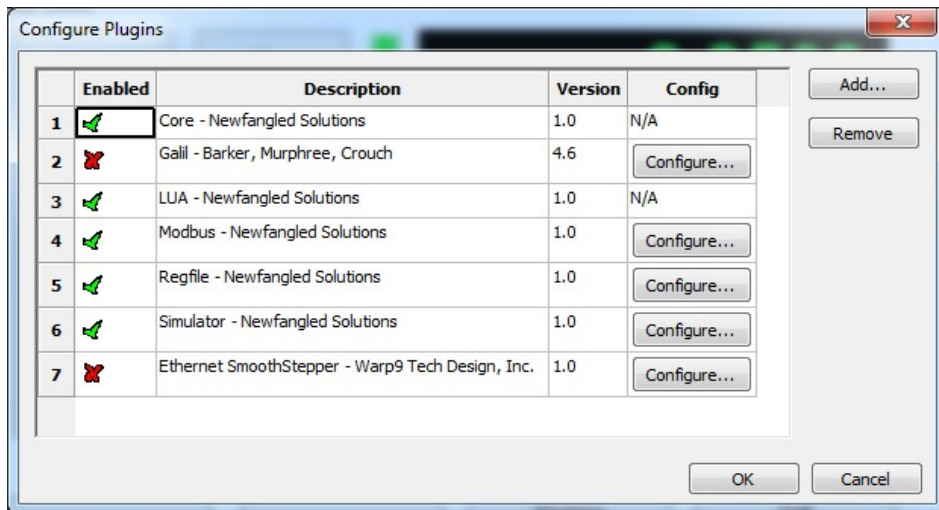 Configure Plugins
Enabled Description Version Config
1 Core - Newfangled Solutions 1.0 N/A
2 Galil - Barker, Murphree, Crouch 4.6 Configure...
3 LUA - Newfangled Solutions 1.0 N/A
4 Modbus - Newfangled Solutions 1.0 Configure...
5 Regfile - Newfangled Solutions 1.0 Configure...
6 Simulator - Newfangled Solutions 1.0 Configure...
7 Ethernet SmoothStepper - Warp9 Tech Design, Inc. 1.0 Configure...
Add...
Remove
OK Cancel